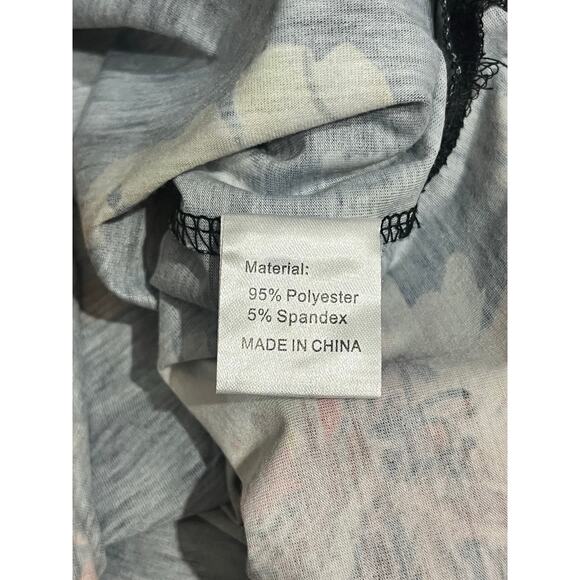 Material:
95% Polyester
5% Spandex
MADE IN CHINA